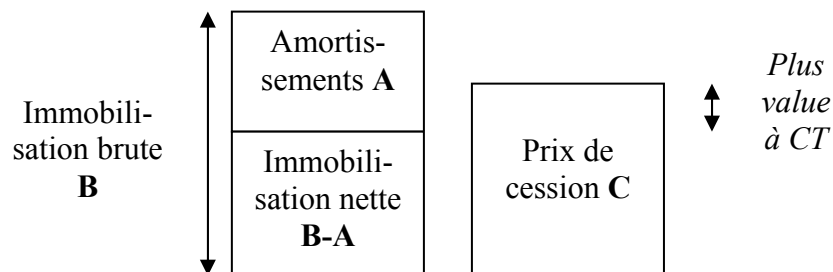 Immobili-
sation brute
B
Amortis-
sements A
Immobili-
sation nette
B-A
Prix de
cession C
Plus
value
à CT